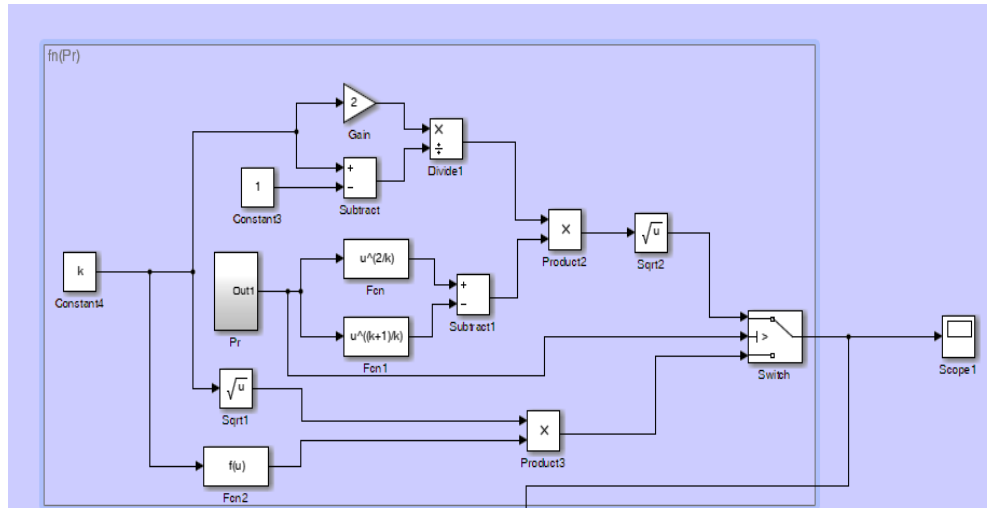 fn(Pr)
2
Gain
×
÷
Divide1
+
−
Subtract
1
Constant3
×
Product2
√u
Sqrt2
k
Constant4
Out1
Pr
u^(2/k)
Fcn
+
−
Subtract1
u^((k+1)/k)
Fcn1
>
Switch
Scope1
√u
Sqrt1
×
Product3
f(u)
Fcn2